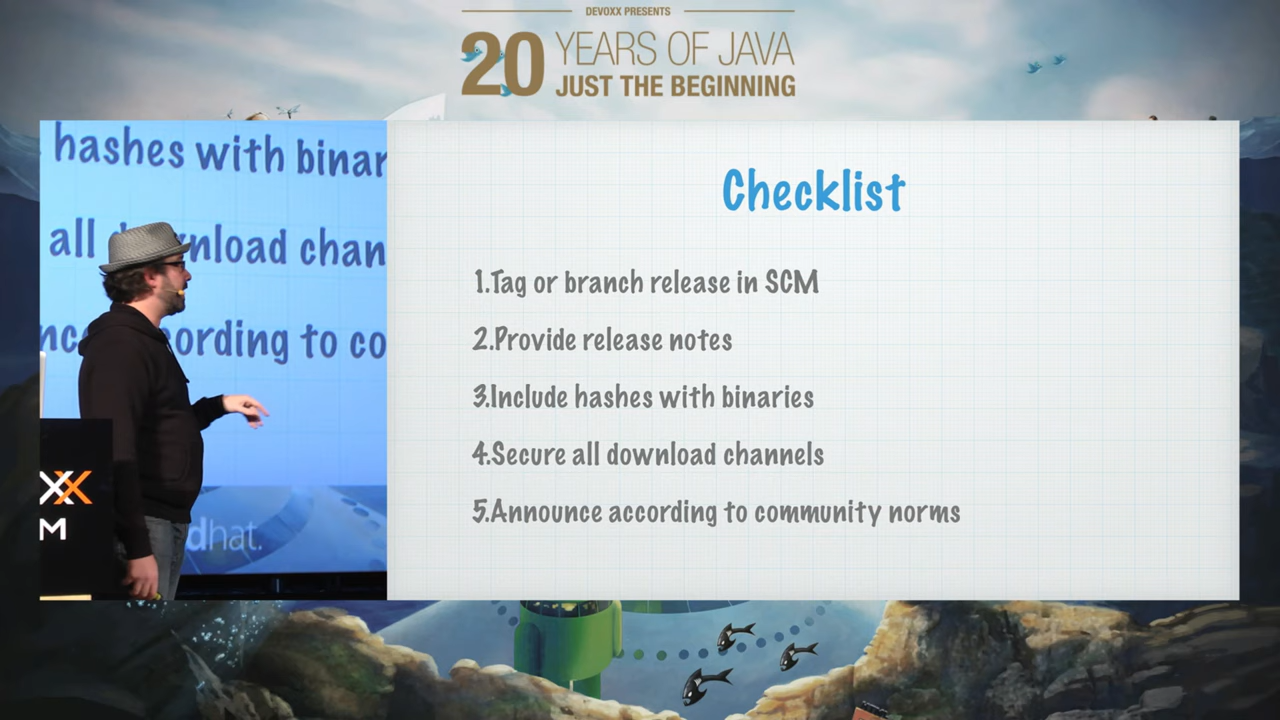 DEVOXX PRESENTS
20 YEARS OF JAVA
JUST THE BEGINNING
hashes with binar
all download chan
ording to co
XX
M
dhat.
Checklist
1.Tag or branch release in SCM
2.Provide release notes
3.Include hashes with binaries
4.Secure all download channels
5.Announce according to community norms